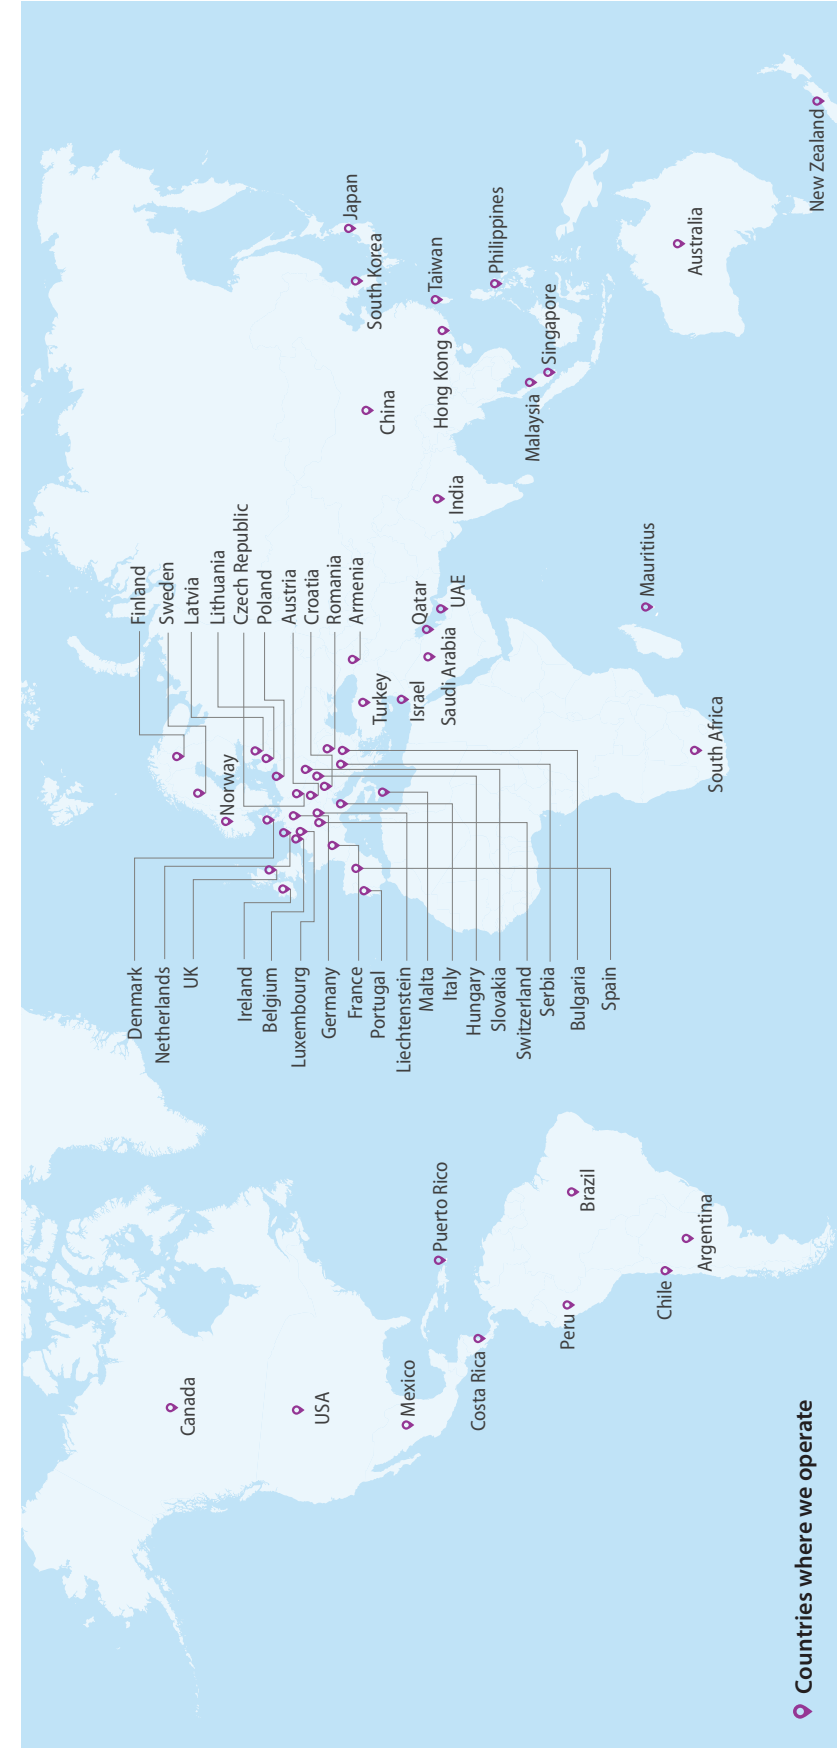 Finland
Sweden
Latvia
Lithuania
Czech Republic
Poland
Austria
Croatia
Romania
Armenia
Norway
Denmark
Netherlands
UK
Ireland
Belgium
Luxembourg
Germany
France
Portugal
Liechtenstein
Malta
Italy
Hungary
Slovakia
Switzerland
Serbia
Bulgaria
Spain
Turkey
Israel
Saudi Arabia
Qatar
UAE
India
China
South Korea
Japan
Taiwan
Hong Kong
Philippines
Malaysia
Singapore
Australia
New Zealand
Mauritius
South Africa
Canada
USA
Mexico
Puerto Rico
Costa Rica
Peru
Brazil
Chile
Argentina
Countries where we operate